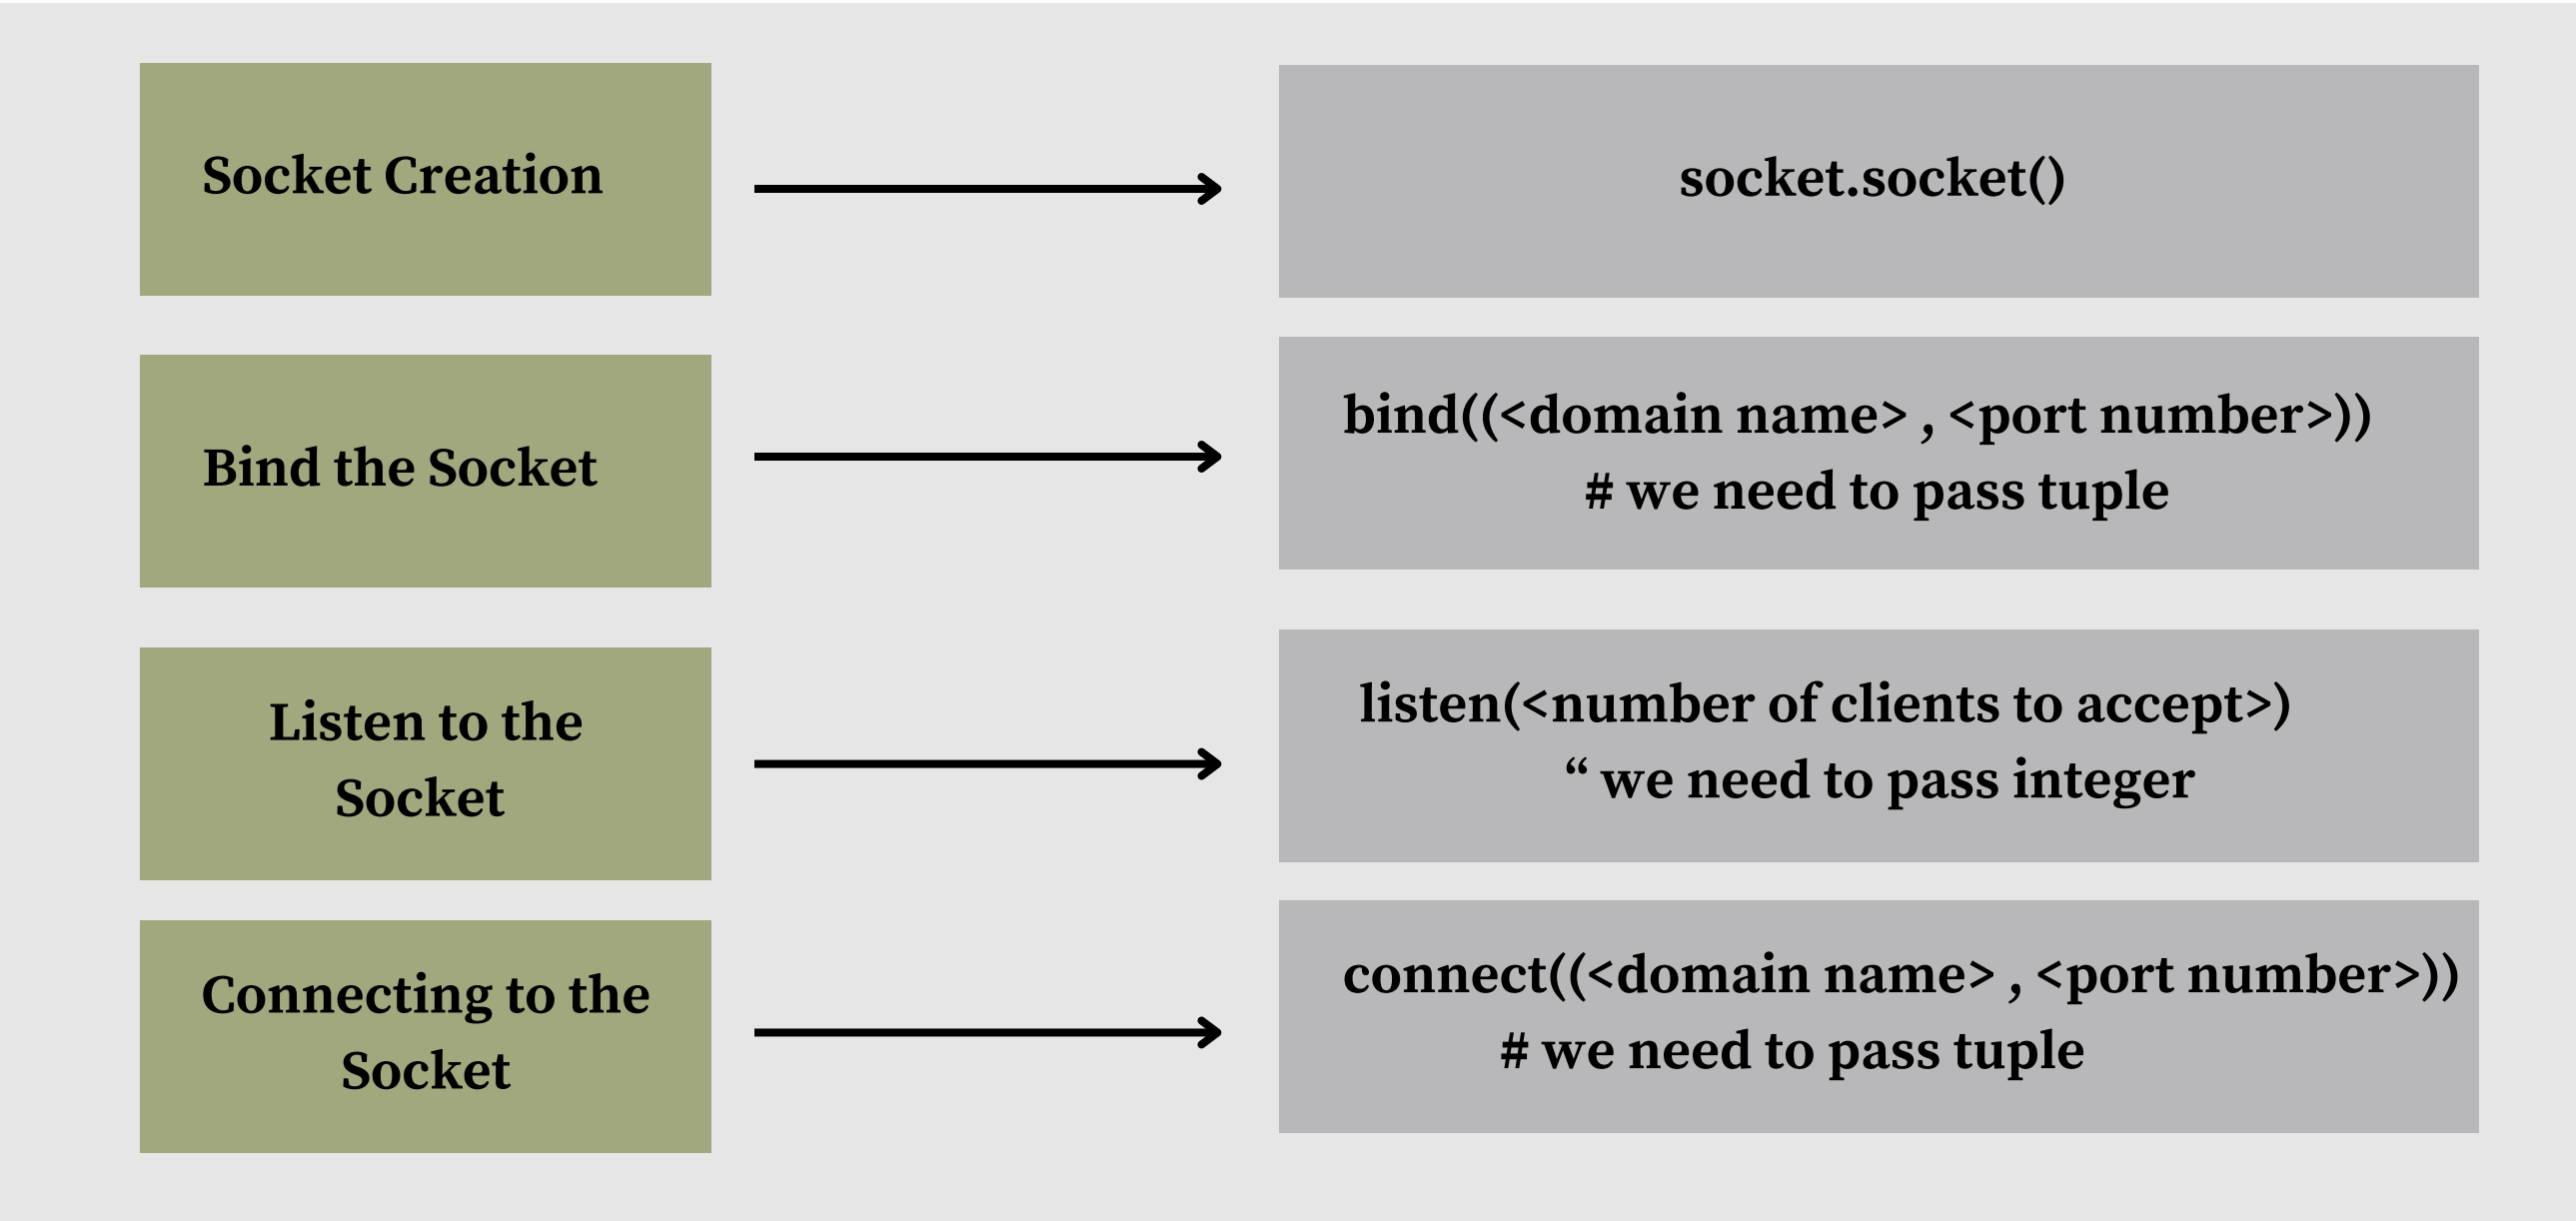 Socket Creation
socket.socket()
Bind the Socket
bind((<domain name> , <port number>))
# we need to pass tuple
Listen to the
Socket
listen(<number of clients to accept>)
“ we need to pass integer
Connecting to the
Socket
connect((<domain name> , <port number>))
# we need to pass tuple